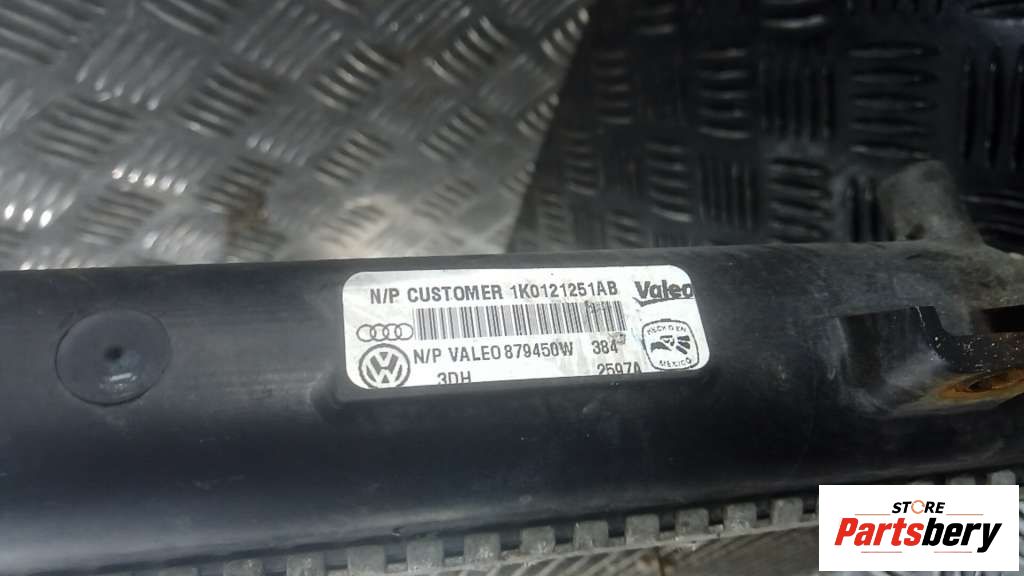 N/P CUSTOMER 1K0121251AB
Valeo
N/P VALEO 879450W 384
HECHO EN
MEXICO
3DH
2597A
STORE
Partsbery